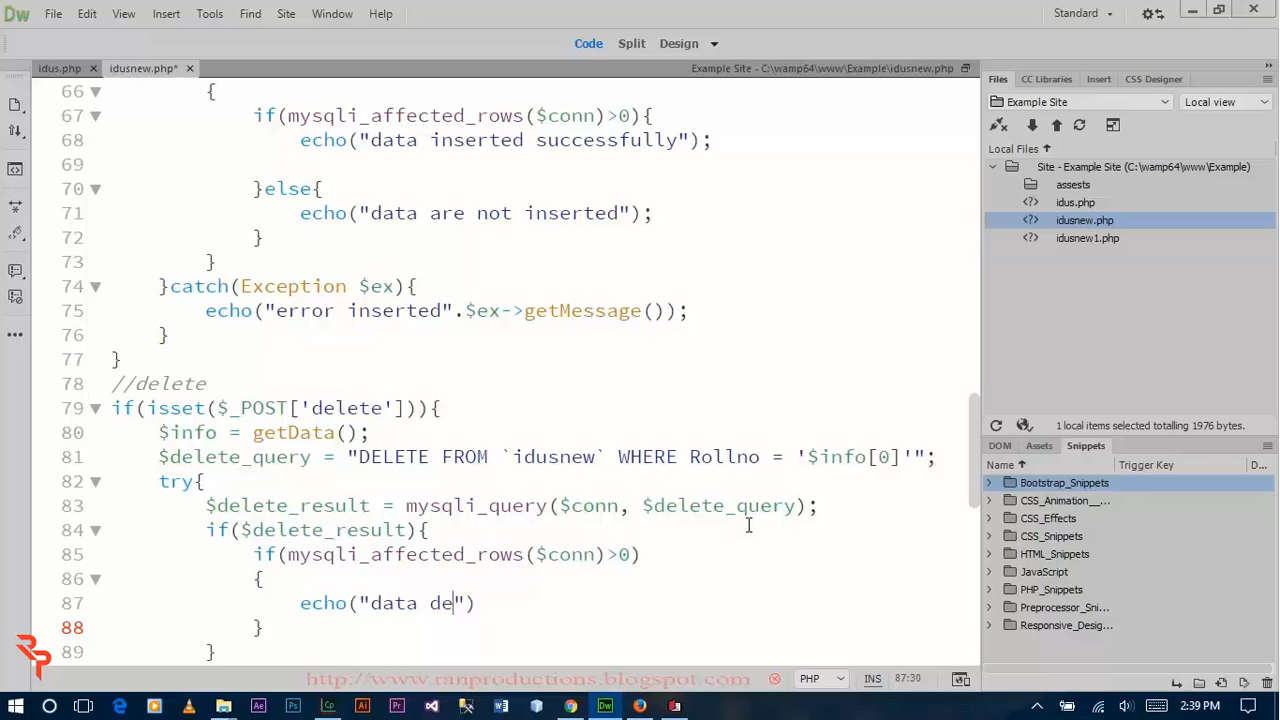 Dw File Edit View Insert Tools Find Site Window Help Standard
Code Split Design
idus.php idusnew.php* Example Site - C:\wamp64\www\Example\idusnew.php
66 {
67 if(mysqli_affected_rows($conn)>0){
68 echo("data inserted successfully");
69
70 }else{
71 echo("data are not inserted");
72 }
73 }
74 }catch(Exception $ex){
75 echo("error inserted".$ex->getMessage());
76 }
77 }
78 //delete
79 if(isset($_POST['delete'])){
80 $info = getData();
81 $delete_query = "DELETE FROM `idusnew` WHERE Rollno = '$info[0]'";
82 try{
83 $delete_result = mysqli_query($conn, $delete_query);
84 if($delete_result){
85 if(mysqli_affected_rows($conn)>0)
86 {
87 echo("data de")
88 }
89 }
http://www.ranproductions.blogspot.com
PHP INS 87:30
Files CC Libraries Insert CSS Designer
Example Site Local view
Local Files
Site - Example Site (C:\wamp64\www\Example)
assests
idus.php
idusnew.php
idusnew1.php
1 local items selected totalling 1976 bytes.
DOM Assets Snippets
Name Trigger Key D...
Bootstrap_Snippets
CSS_Animation_...
CSS_Effects
CSS_Snippets
HTML_Snippets
JavaScript
PHP_Snippets
Preprocessor_Sni...
Responsive_Desig...
2:39 PM